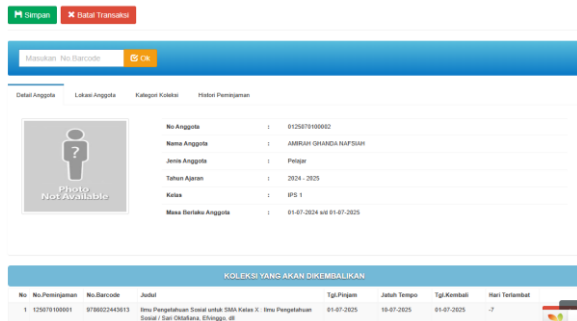 Simpan
Batal Transaksi
Masukan No Barcode
Ok
Detail Anggota
Lokasi Anggota
Kategori Koleksi
Histori Peminjaman
?
Photo
Not Available
No Anggota : 0125070100002
Nama Anggota : AMIRAH GHANDA NAFSIAH
Jenis Anggota : Pelajar
Tahun Ajaran : 2024 - 2025
Kelas : IPS 1
Masa Berlaku Anggota : 01-07-2024 s/d 01-07-2025
KOLEKSI YANG AKAN DIKEMBALIKAN
No No.Peminjaman No.Barcode Judul Tgl.Pinjam Jatuh Tempo Tgl.Kembali Hari Terlambat
1 125070100001 9786022443613 Ilmu Pengetahuan Sosial untuk SMA Kelas X : Ilmu Pengetahuan 01-07-2025 10-07-2025 01-07-2025 -7
Sosial / Sari Oktafiana, Efvinggo, dll